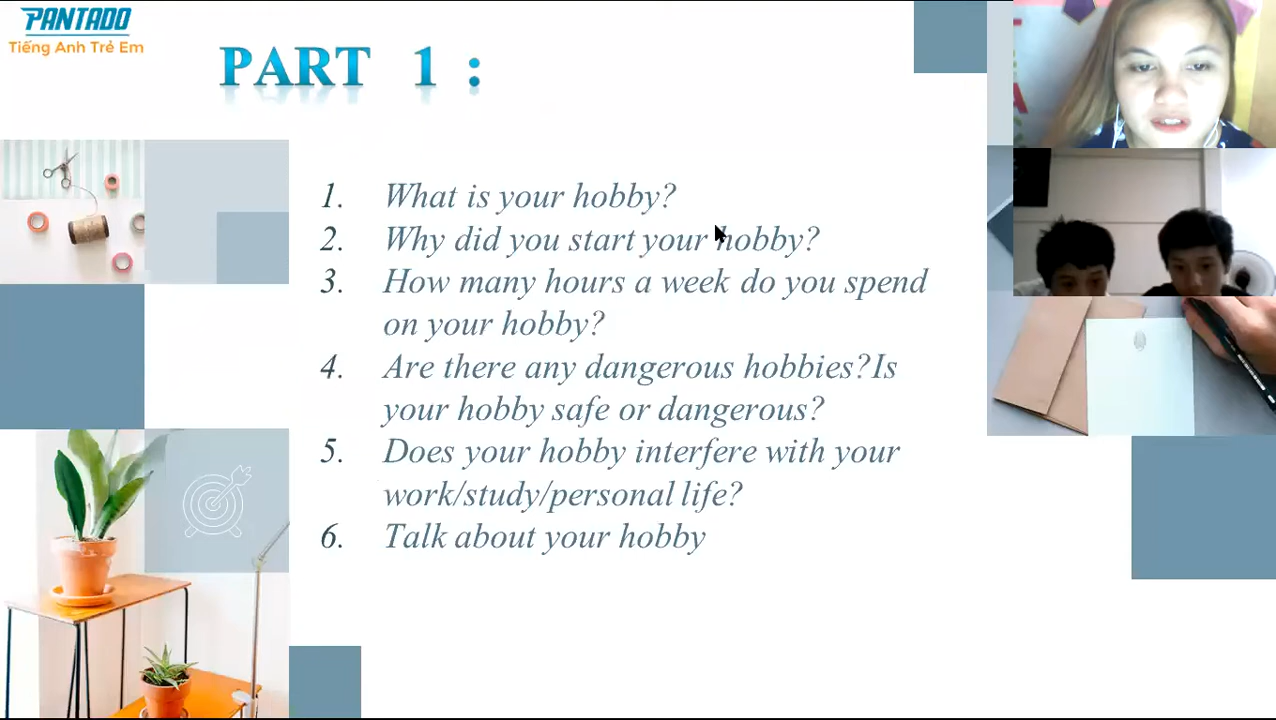 PANTADO
Tiếng Anh Trẻ Em
PART 1 :
1. What is your hobby?
2. Why did you start your hobby?
3. How many hours a week do you spend
on your hobby?
4. Are there any dangerous hobbies?Is
your hobby safe or dangerous?
5. Does your hobby interfere with your
work/study/personal life?
6. Talk about your hobby